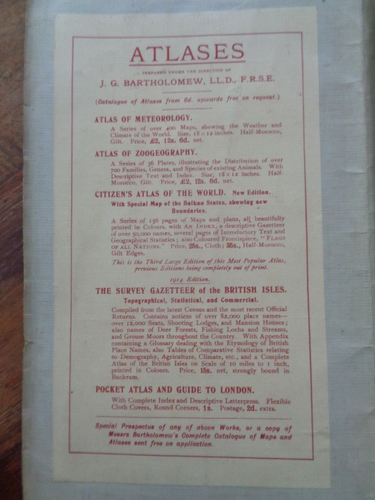 ATLASES
PREPARED UNDER THE DIRECTION OF
J. G. BARTHOLOMEW, LL.D., F.R.S.E.
(Catalogue of Atlases from 6d. upwards free on request.)
ATLAS OF METEOROLOGY.
A Series of over 400 Maps, showing the Weather and
Climate of the World. Size, 18 × 12 inches. Half-Morocco,
Gilt. Price, £2, 12s. 6d. net.
ATLAS OF ZOOGEOGRAPHY.
A Series of 36 Plates, illustrating the Distribution of over
700 Families, Genera, and Species of existing Animals. With
Descriptive Text and Index. Size, 18 × 12 inches. Half-
Morocco, Gilt. Price, £2, 12s. 6d. net.
CITIZEN'S ATLAS OF THE WORLD. New Edition.
With Special Map of the Balkan States, showing new
Boundaries.
A Series of 156 pages of Maps and plans, all beautifully
printed in Colours, with AN INDEX, a descriptive Gazetteer
of over 50,000 names, several pages of Introductory Text and
Geographical Statistics; also Coloured Frontispiece, "FLAGS
OF ALL NATIONS." Price, Cloth; Half-Morocco,
Gilt Edges.
This is the Third Large Edition of this Most Popular Atlas,
previous Editions being completely out of print.
1914 Edition.
THE SURVEY GAZETTEER of the BRITISH ISLES.
Topographical, Statistical, and Commercial.
Compiled from the latest Census and the most recent Official
Returns. Contains notices of over 52,000 place names—
over 18,000 Seats, Shooting Lodges, and Mansion Houses;
also names of Deer Forests, Fishing Lochs and Streams,
and Grouse Moors throughout the Country. With Appendix
containing a Glossary dealing with the Etymology of British
Place Names, also Tables of Comparative Statistics relating
to Demography, Agriculture, Climate, etc., and a Complete
Atlas of the British Isles on Scale of 10 miles to 1 inch,
printed in Colours. Price, net, strongly bound in
Buckram.
POCKET ATLAS AND GUIDE TO LONDON.
With Complete Index and Descriptive Letterpress. Flexible
Cloth Covers, Round Corners, 1s. Postage, 2d. extra.
Special Prospectus of any of above Works, or a copy of
Messrs Bartholomew's Complete Catalogue of Maps and
Atlases sent free on application.